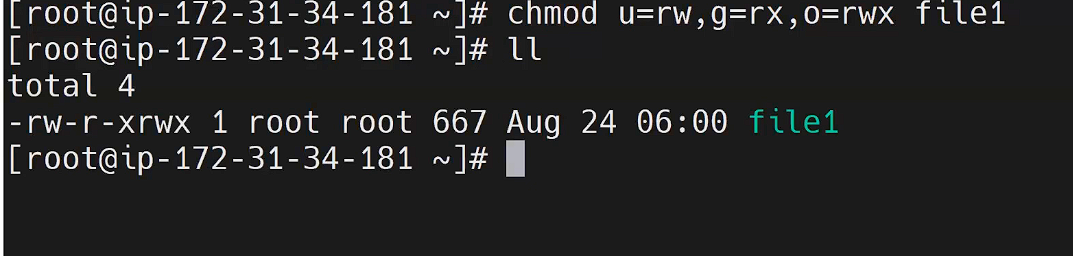 [root@ip-172-31-34-181 ~]# chmod u=rw,g=rx,o=rwx file1
[root@ip-172-31-34-181 ~]# ll
total 4
-rw-r-xrwx 1 root root 667 Aug 24 06:00 file1
[root@ip-172-31-34-181 ~]#